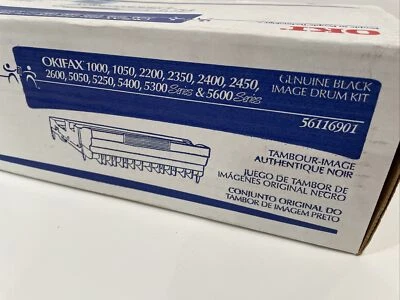 OKI
OKIFAX 1000, 1050, 2200, 2350, 2400, 2450,
2600, 5050, 5250, 5400, 5300 Series & 5600 Series
GENUINE BLACK
IMAGE DRUM KIT
56116901
TAMBOUR-IMAGE
AUTHENTIQUE NOIR
JUEGO DE TAMBOR DE
IMÁGENES ORIGINAL NEGRO
CONJUNTO ORIGINAL DO
TAMBOR DE IMAGEM PRETO